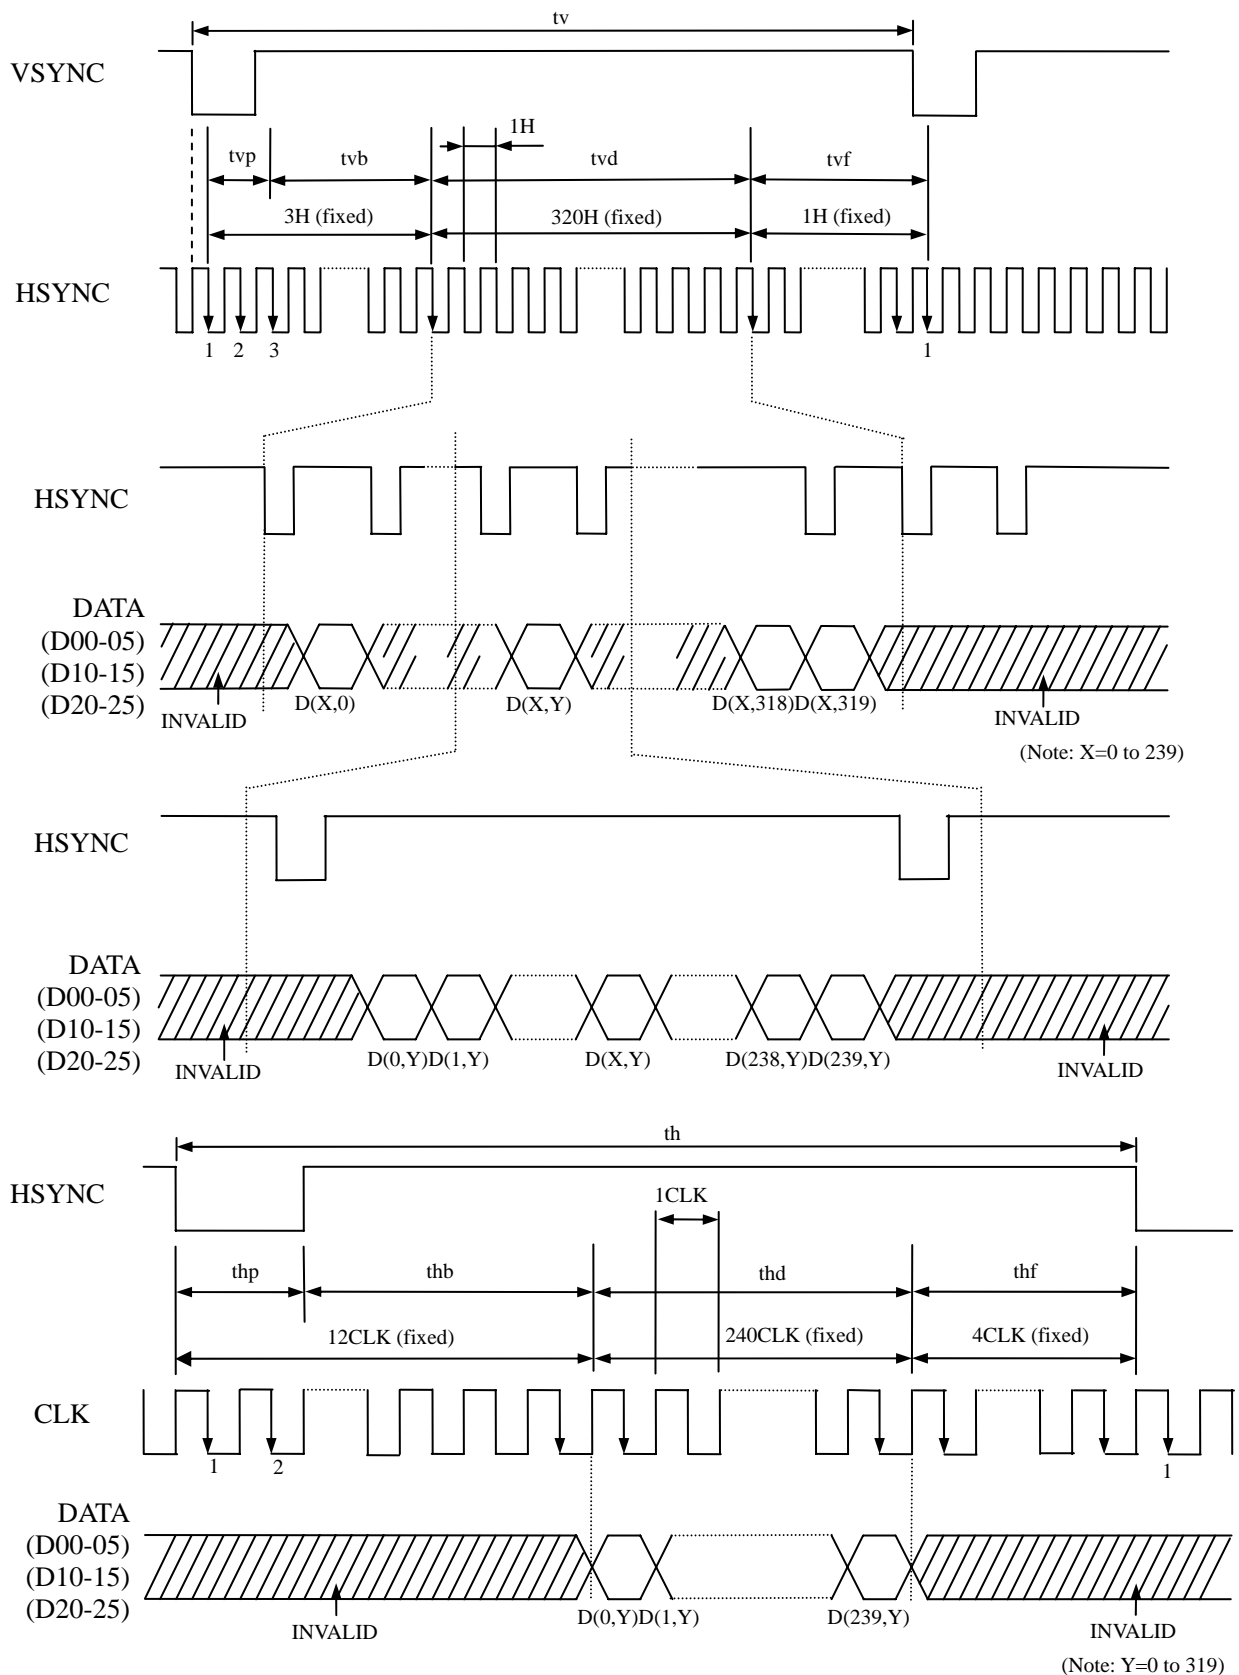 tv
VSYNC
1H
tvp
tvb
tvd
tvf
3H (fixed)
320H (fixed)
1H (fixed)
HSYNC
1
2
3
1
HSYNC
DATA
(D00-05)
(D10-15)
(D20-25)
D(X,0)
D(X,Y)
D(X,318)D(X,319)
INVALID
INVALID
(Note: X=0 to 239)
HSYNC
DATA
(D00-05)
(D10-15)
(D20-25)
D(0,Y)D(1,Y)
D(X,Y)
D(238,Y)D(239,Y)
INVALID
INVALID
th
HSYNC
1CLK
thp
thb
thd
thf
12CLK (fixed)
240CLK (fixed)
4CLK (fixed)
CLK
1
2
1
DATA
(D00-05)
(D10-15)
(D20-25)
D(0,Y)D(1,Y)
D(239,Y)
INVALID
INVALID
(Note: Y=0 to 319)